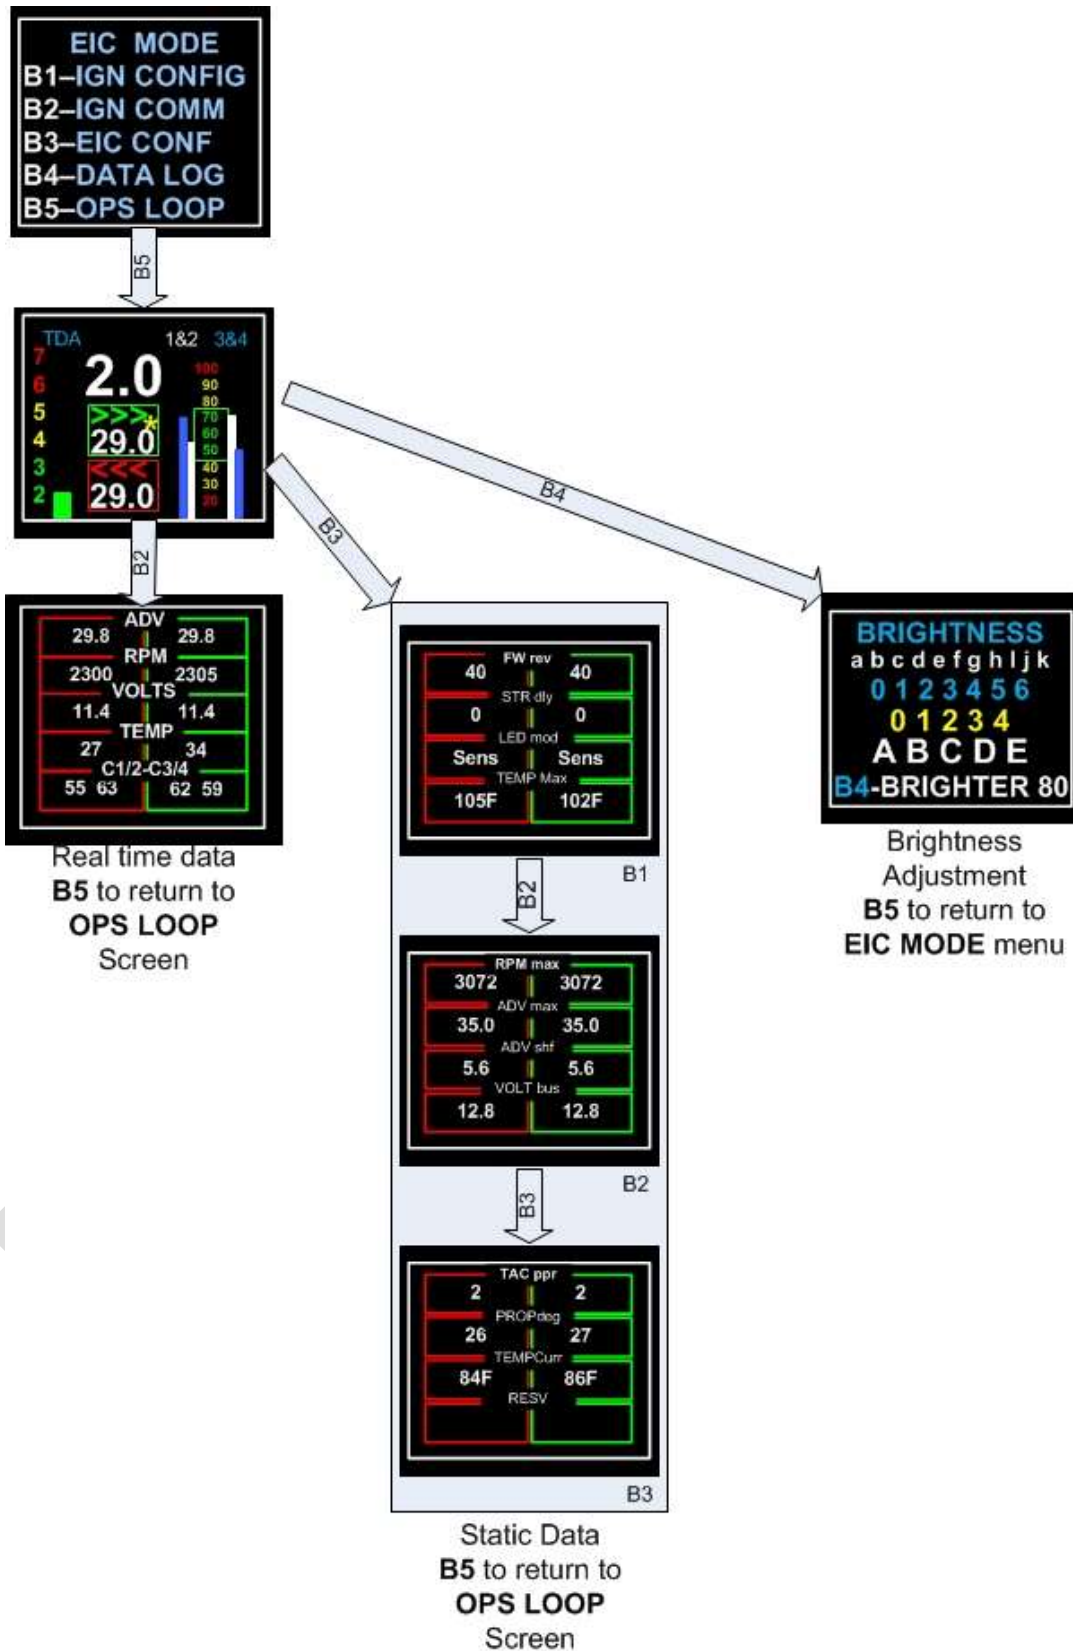 EIC MODE
B1–IGN CONFIG
B2–IGN COMM
B3–EIC CONF
B4–DATA LOG
B5–OPS LOOP
B5
TDA 1&2 3&4
7
6
5
4
3
2
2.0
>>>*
29.0
<<<
29.0
100
90
80
70
60
50
40
30
20
B2
B3
B4
ADV
29.8 29.8
RPM
2300 2305
VOLTS
11.4 11.4
TEMP
27 34
C1/2-C3/4
55 63 62 59
Real time data
B5 to return to
OPS LOOP
Screen
FW rev
40 40
STR dly
0 0
LED mod
Sens Sens
TEMP Max
105F 102F
B1
B2
RPM max
3072 3072
ADV max
35.0 35.0
ADV shf
5.6 5.6
VOLT bus
12.8 12.8
B2
B3
TAC ppr
2 2
PROPdeg
26 27
TEMPCurr
84F 86F
RESV
B3
Static Data
B5 to return to
OPS LOOP
Screen
BRIGHTNESS
a b c d e f g h I j k
0 1 2 3 4 5 6
0 1 2 3 4
A B C D E
B4-BRIGHTER 80
Brightness
Adjustment
B5 to return to
EIC MODE menu